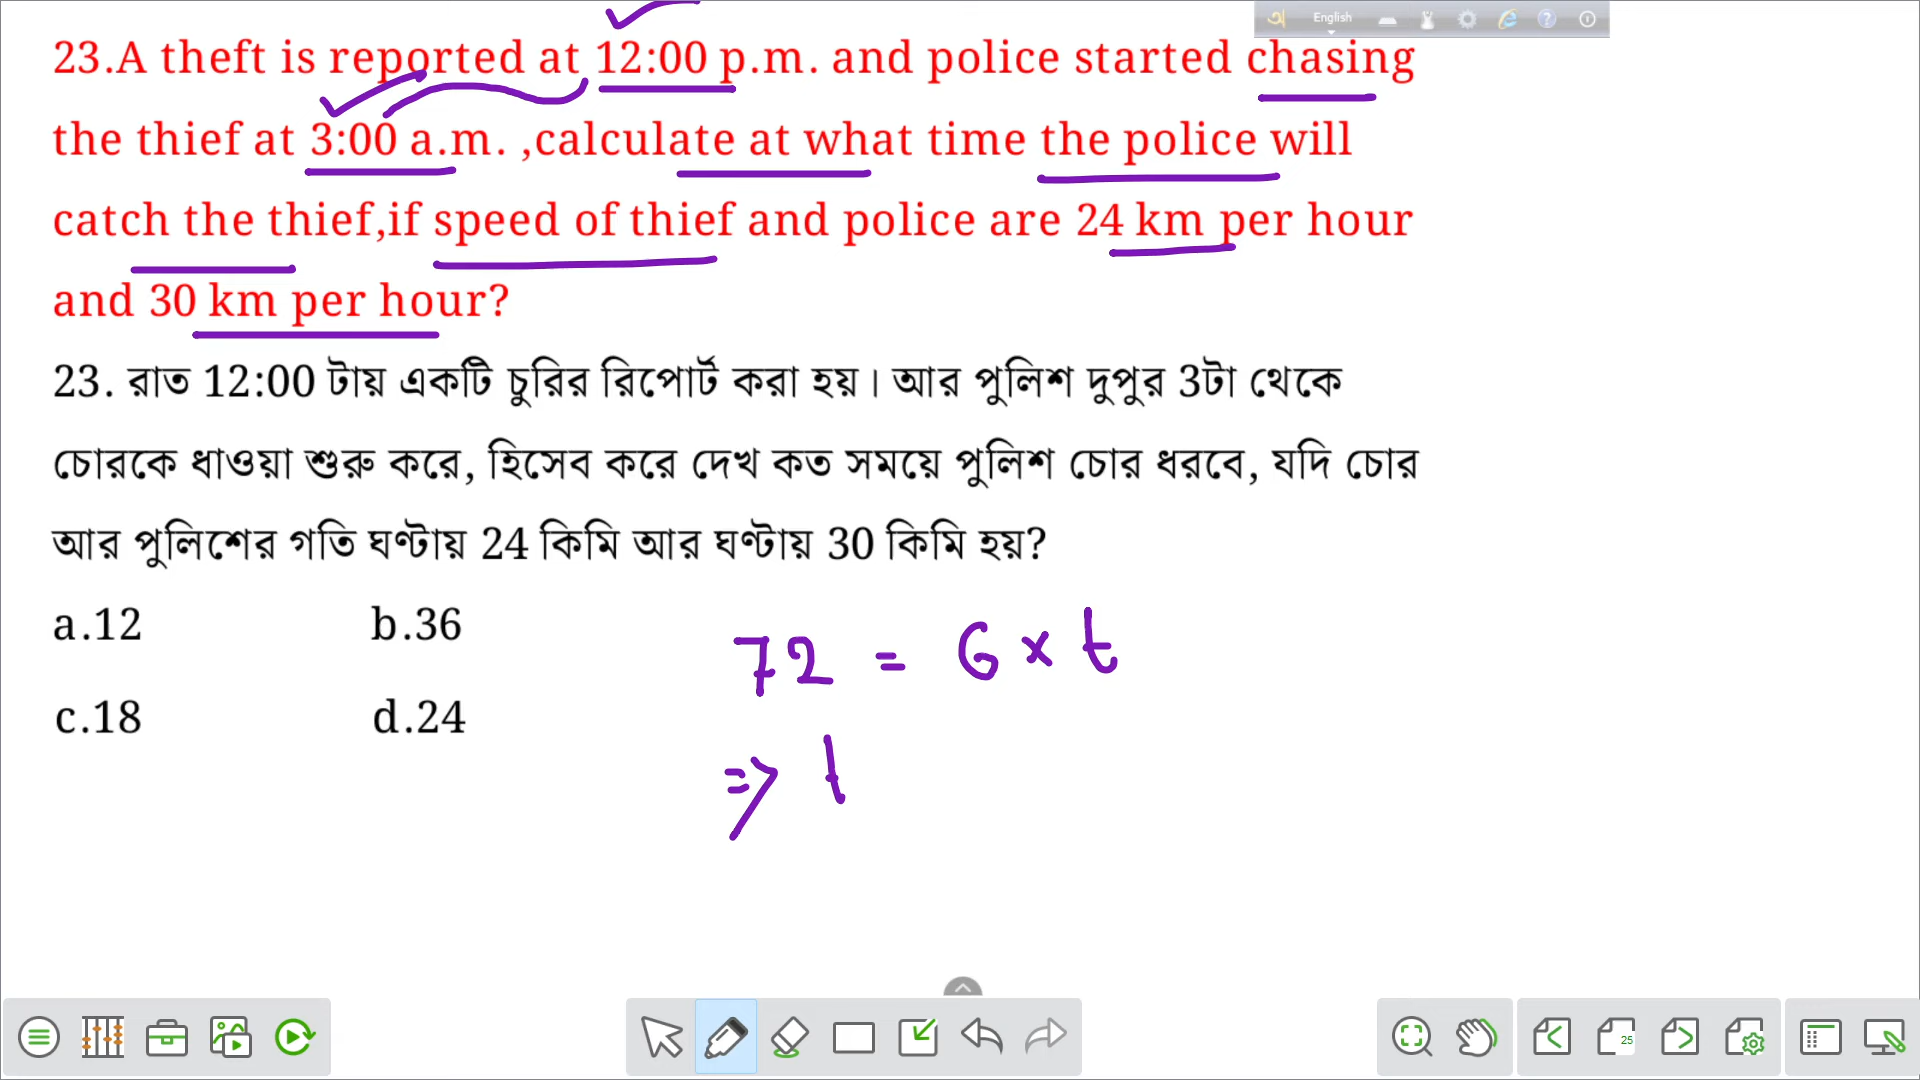 English
23.A theft is reported at 12:00 p.m. and police started chasing
the thief at 3:00 a.m. ,calculate at what time the police will
catch the thief,if speed of thief and police are 24 km per hour
and 30 km per hour?
23. রাত 12:00 টায় একটি চুরির রিপোর্ট করা হয়। আর পুলিশ দুপুর 3টা থেকে
চোরকে ধাওয়া শুরু করে, হিসেব করে দেখ কত সময়ে পুলিশ চোর ধরবে, যদি চোর
আর পুলিশের গতি ঘণ্টায় 24 কিমি আর ঘণ্টায় 30 কিমি হয়?
a.12 b.36
c.18 d.24
72 = 6 × t
⇒
25